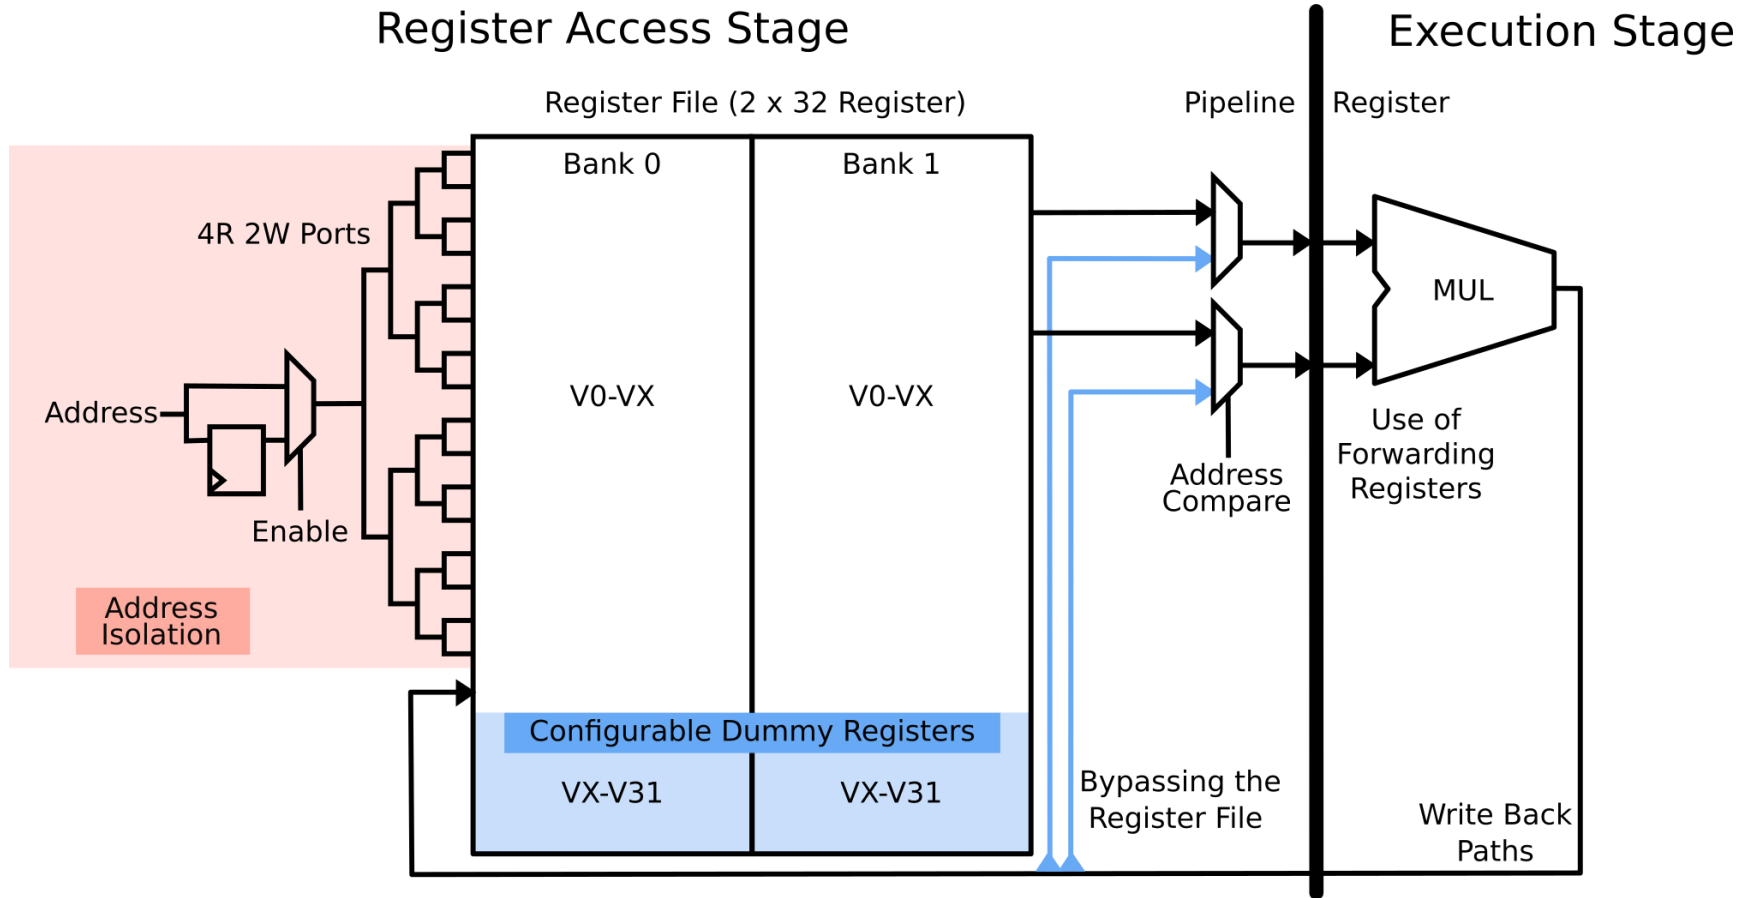 Register Access Stage
Execution Stage
Register File (2 x 32 Register)
Pipeline
Register
Bank 0
Bank 1
4R 2W Ports
MUL
V0-VX
V0-VX
Address
Use of
Forwarding
Registers
Address
Compare
Enable
Address
Isolation
Configurable Dummy Registers
VX-V31
VX-V31
Bypassing the
Register File
Write Back
Paths